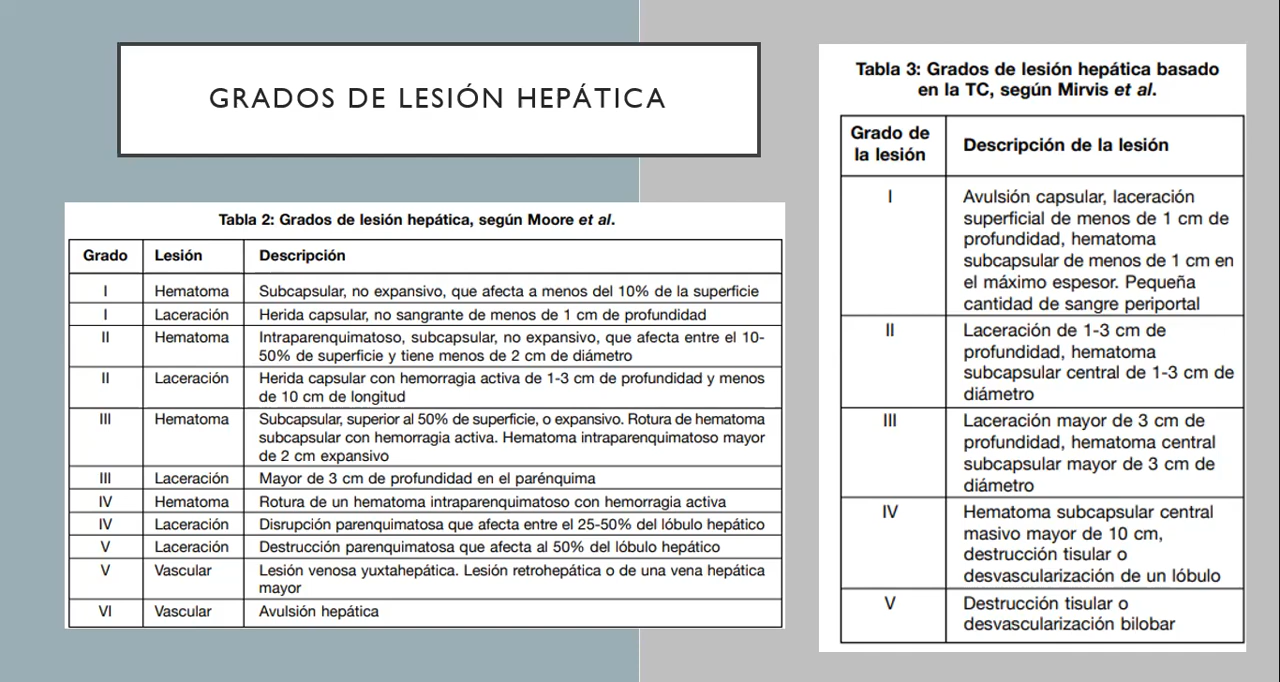 GRADOS DE LESIÓN HEPÁTICA
Tabla 2: Grados de lesión hepática, según Moore et al.
Grado Lesión Descripción
I Hematoma Subcapsular, no expansivo, que afecta a menos del 10% de la superficie
I Laceración Herida capsular, no sangrante de menos de 1 cm de profundidad
II Hematoma Intraparenquimatoso, subcapsular, no expansivo, que afecta entre el 10-
50% de superficie y tiene menos de 2 cm de diámetro
II Laceración Herida capsular con hemorragia activa de 1-3 cm de profundidad y menos
de 10 cm de longitud
III Hematoma Subcapsular, superior al 50% de superficie, o expansivo. Rotura de hematoma
subcapsular con hemorragia activa. Hematoma intraparenquimatoso mayor
de 2 cm expansivo
III Laceración Mayor de 3 cm de profundidad en el parénquima
IV Hematoma Rotura de un hematoma intraparenquimatoso con hemorragia activa
IV Laceración Disrupción parenquimatosa que afecta entre el 25-50% del lóbulo hepático
V Laceración Destrucción parenquimatosa que afecta al 50% del lóbulo hepático
V Vascular Lesión venosa yuxtahepática. Lesión retrohepática o de una vena hepática
mayor
VI Vascular Avulsión hepática
Tabla 3: Grados de lesión hepática basado
en la TC, según Mirvis et al.
Grado de
la lesión
Descripción de la lesión
I Avulsión capsular, laceración
superficial de menos de 1 cm de
profundidad, hematoma
subcapsular de menos de 1 cm en
el máximo espesor. Pequeña
cantidad de sangre periportal
II Laceración de 1-3 cm de
profundidad, hematoma
subcapsular central de 1-3 cm de
diámetro
III Laceración mayor de 3 cm de
profundidad, hematoma central
subcapsular mayor de 3 cm de
diámetro
IV Hematoma subcapsular central
masivo mayor de 10 cm,
destrucción tisular o
desvascularización de un lóbulo
V Destrucción tisular o
desvascularización bilobar